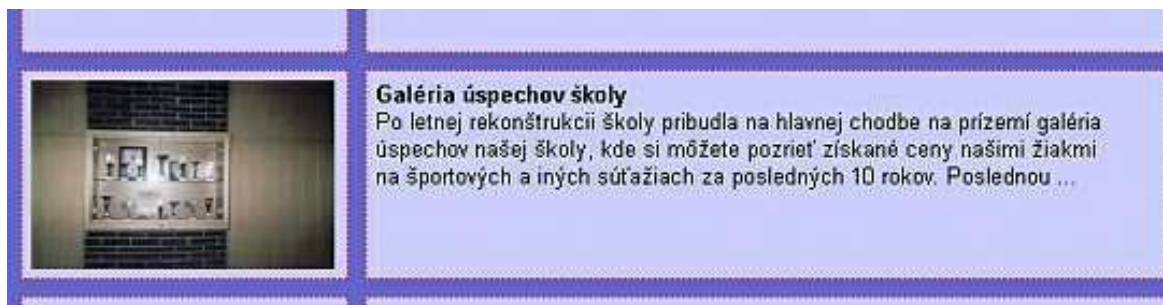 Galéria úspechov školy
Po letnej rekonštrukcii školy pribudla na hlavnej chodbe na prízemí galéria
úspechov našej školy, kde si môžete pozrieť získané ceny našimi žiakmi
na športových a iných súťažiach za posledných 10 rokov. Poslednou ...